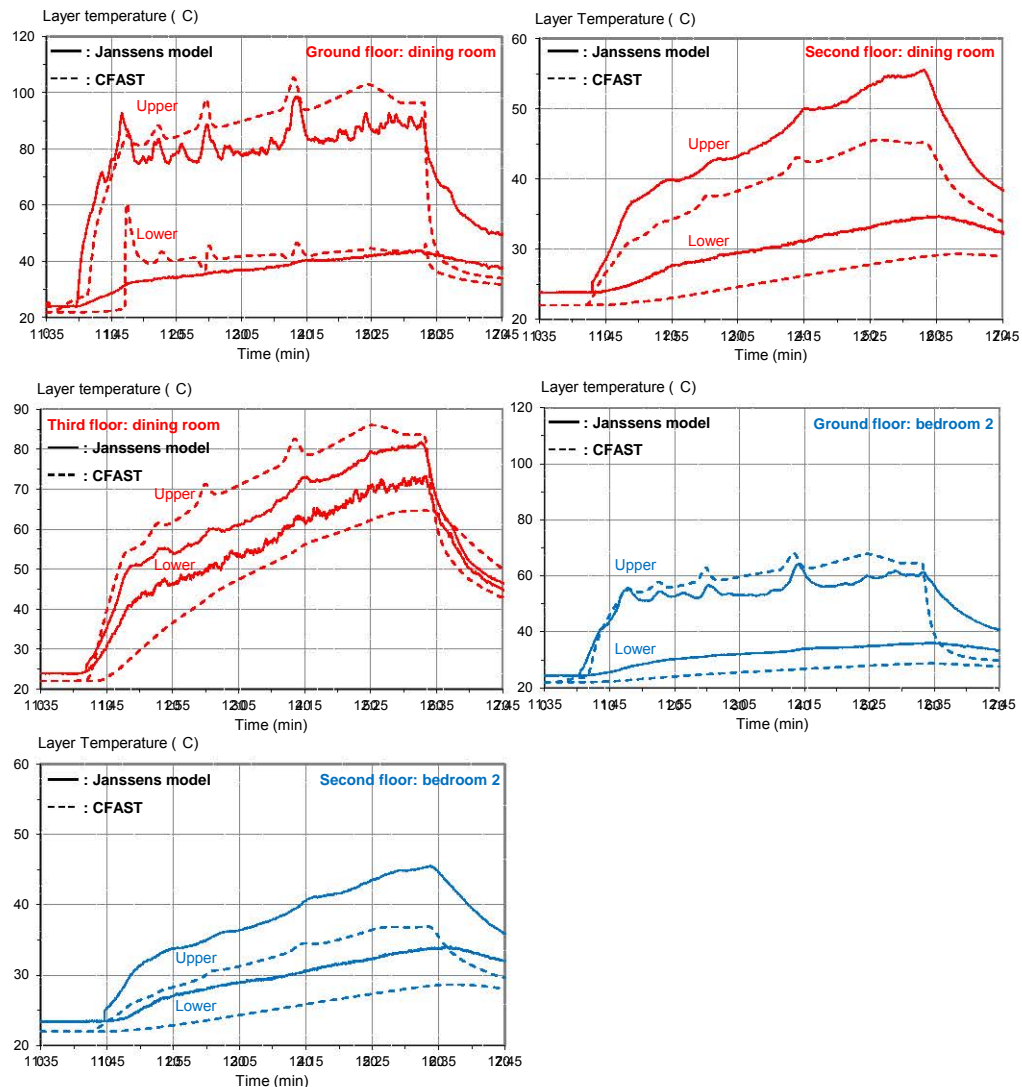 Layer temperature ( C)
120
100
80
60
40
20
: Janssens model
: CFAST
Ground floor: dining room
Upper
Lower
Time (min)
Layer Temperature ( C)
60
50
40
30
20
: Janssens model
: CFAST
Second floor: dining room
Upper
Lower
Time (min)
Layer temperature ( C)
90
80
70
60
50
40
30
20
Third floor: dining room
: Janssens model
: CFAST
Upper
Lower
Time (min)
Layer temperature ( C)
120
100
80
60
40
20
: Janssens model
: CFAST
Ground floor: bedroom 2
Upper
Lower
Time (min)
Layer Temperature ( C)
60
50
40
30
20
: Janssens model
: CFAST
Second floor: bedroom 2
Upper
Lower
Time (min)